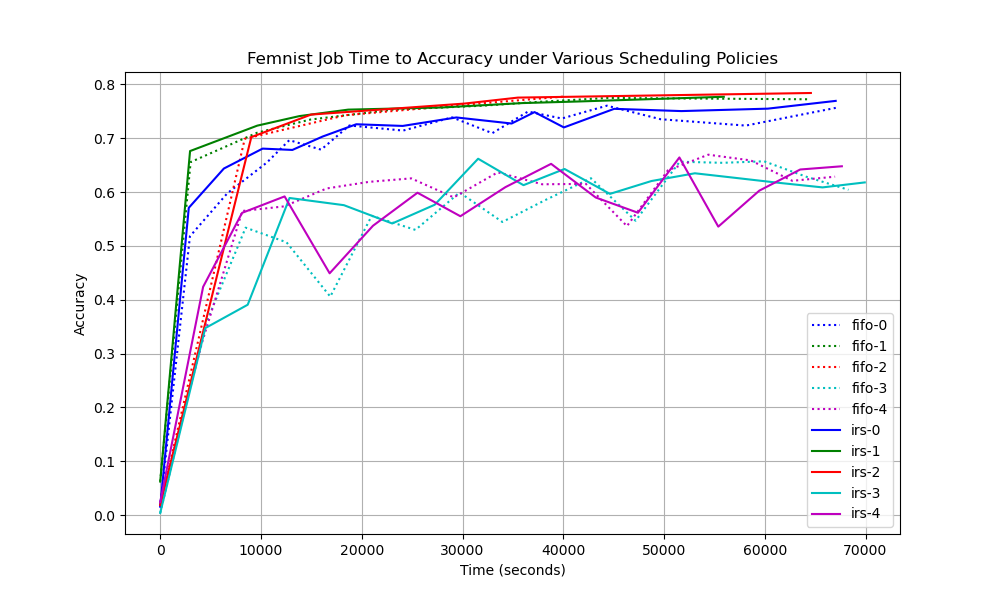 Femnist Job Time to Accuracy under Various Scheduling Policies
Accuracy
0.8
0.7
0.6
0.5
0.4
0.3
0.2
0.1
0.0
fifo-0
fifo-1
fifo-2
fifo-3
fifo-4
irs-0
irs-1
irs-2
irs-3
irs-4
0 10000 20000 30000 40000 50000 60000 70000
Time (seconds)